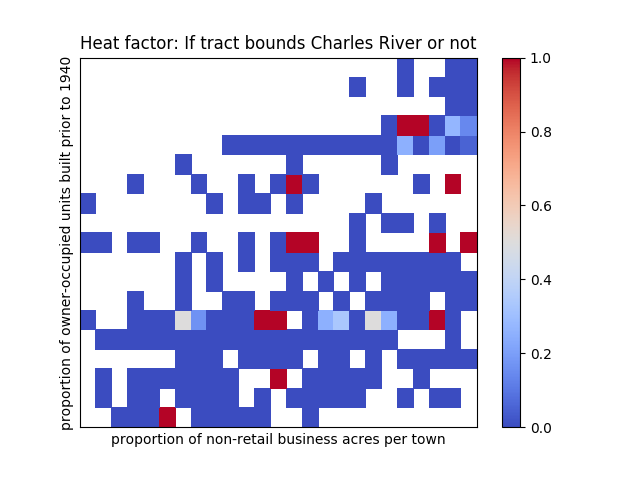 Heat factor: If tract bounds Charles River or not
proportion of owner-occupied units built prior to 1940
proportion of non-retail business acres per town
1.0
0.8
0.6
0.4
0.2
0.0